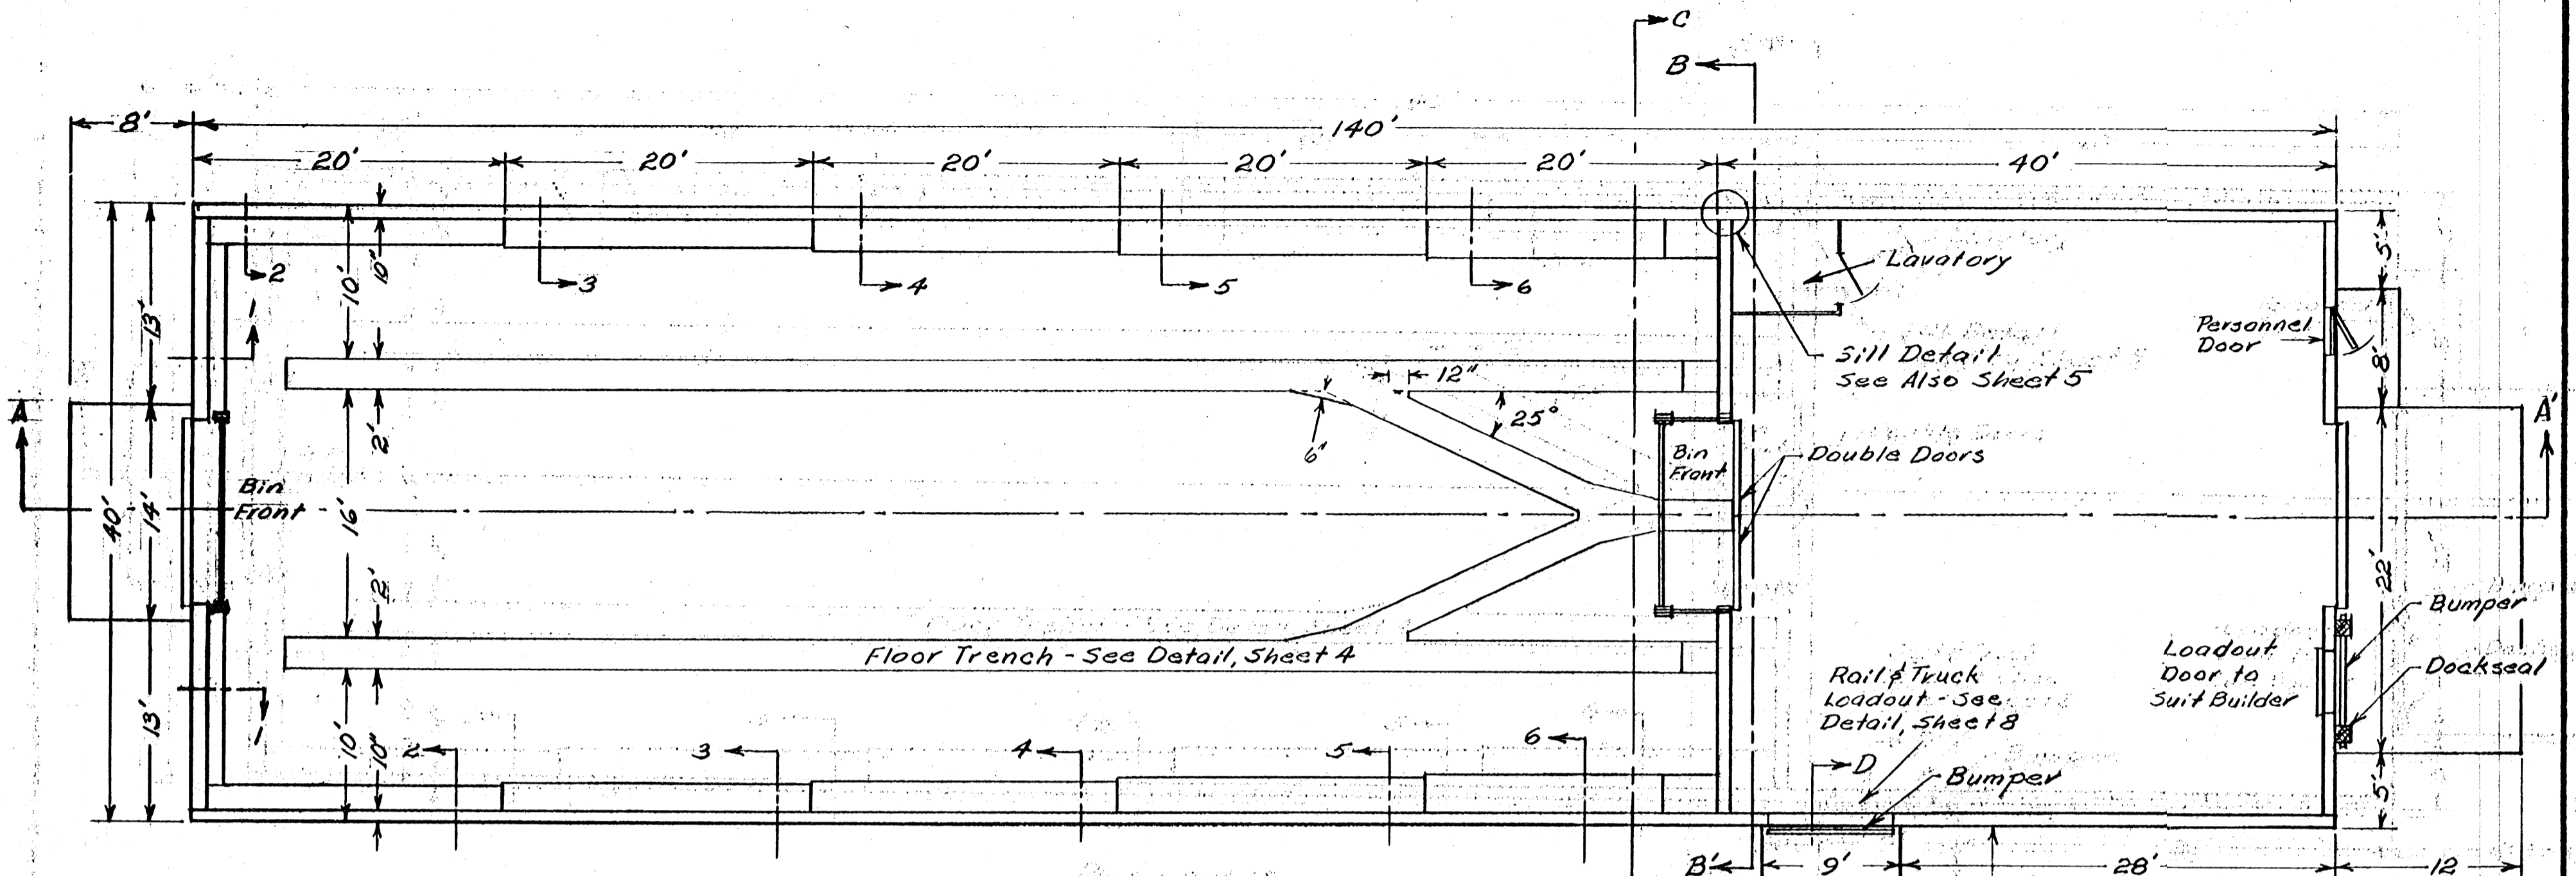 C
B
8'
140'
20'
20'
20'
20'
20'
40'
2
3
4
5
6
10'
10"
13'
1
Lavatory
5'
Personnel
Door
8'
Sill Detail
See Also Sheet 5
12"
25°
6"
2'
A
A'
Bin
Front
Bin
Front
Double Doors
40'
14'
16'
22'
2'
Floor Trench - See Detail, Sheet 4
Bumper
Dockseal
Loadout
Door to
Suit Builder
Rail & Truck
Loadout - See
Detail, Sheet 8
13'
1
10'
10"
2
3
4
5
6
D
Bumper
5'
B'
9'
28'
12